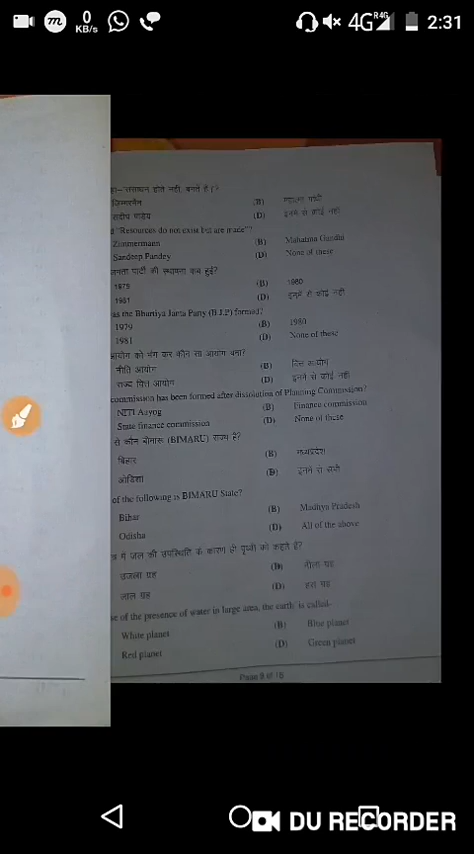 0
KB/s
4G R4G 2:31
"संसाधन होते नहीं, बनते हैं।"?
जिम्मरमैन (B) महात्मा गांधी
संदीप पाण्डेय (D) इनमें से कोई नहीं
"Resources do not exist but are made"?
Zimmermann (B) Mahatma Gandhi
Sandeep Pandey (D) None of these
जनता पार्टी की स्थापना कब हुई?
1979 (B) 1980
1981 (D) इनमें से कोई नहीं
as the Bhartiya Janta Party (B.J.P) formed?
1979 (B) 1980
1981 (D) None of these
आयोग को भंग कर कौन सा आयोग बना?
नीति आयोग (B) वित्त आयोग
राज्य वित्त आयोग (D) इनमें से कोई नहीं
commission has been formed after dissolution of Planning Commission?
NITI Aayog (B) Finance commission
State finance commission (D) None of these
से कौन बीमारू (BIMARU) राज्य है?
बिहार (B) मध्यप्रदेश
ओडिशा (D) इनमें से सभी
of the following is BIMARU State?
Bihar (B) Madhya Pradesh
Odisha (D) All of the above
में जल की उपस्थिति के कारण ही पृथ्वी को कहते हैं?
उजला ग्रह (B) नीला ग्रह
लाल ग्रह (D) हरा ग्रह
se of the presence of water in large area, the earth is called-
White planet (B) Blue planet
Red planet (D) Green planet
Page 9 of 15
DU RECORDER